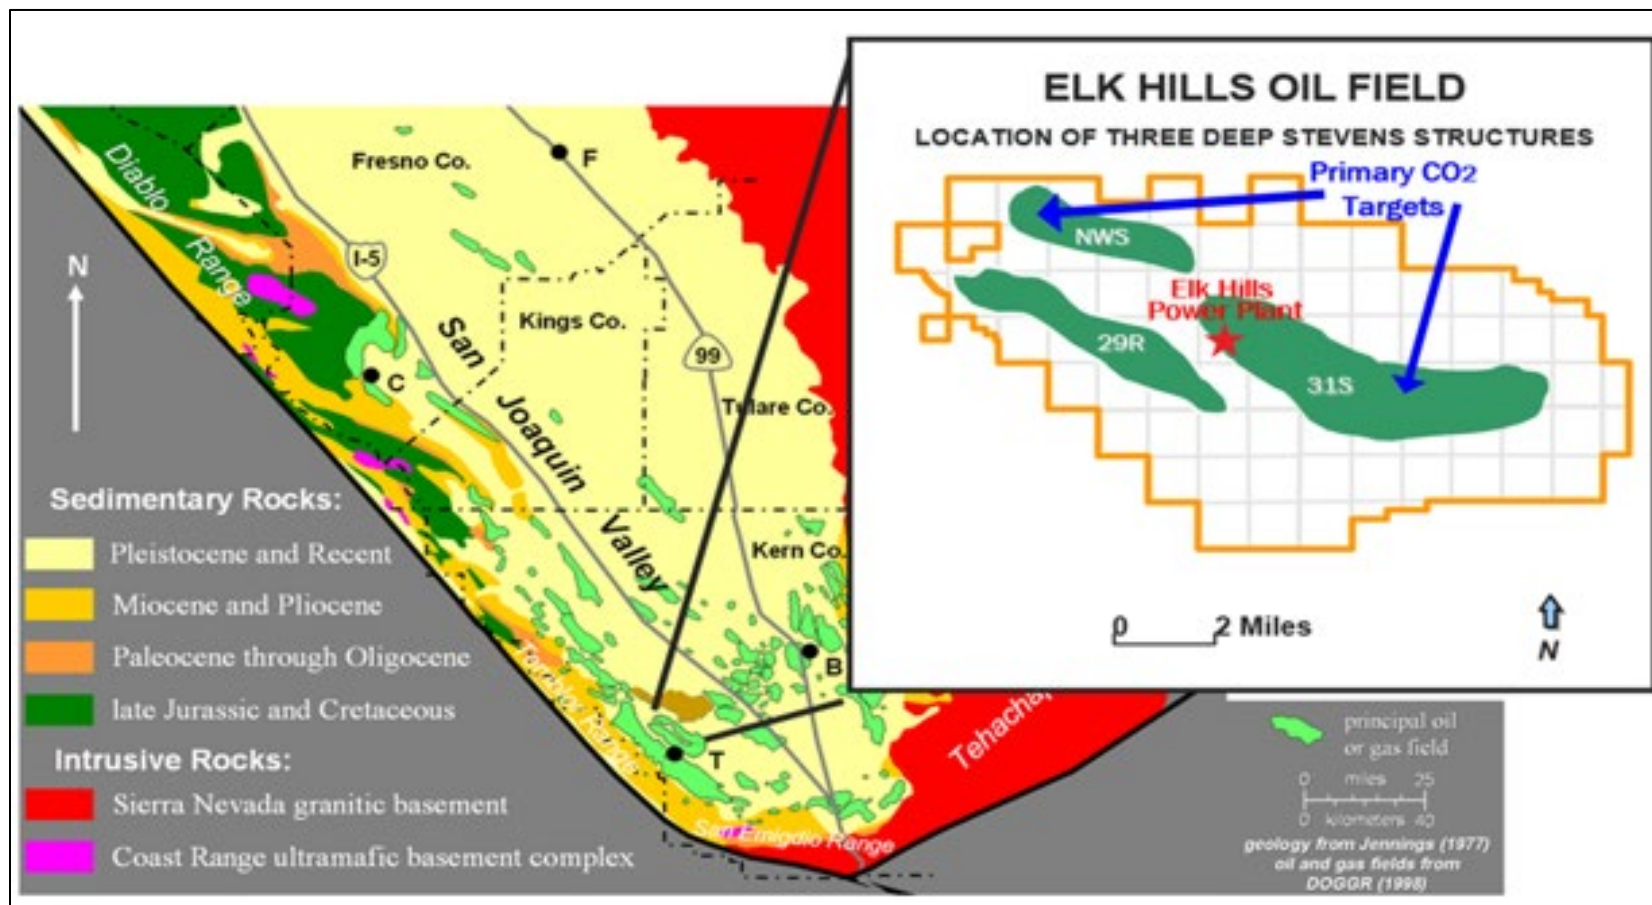 ELK HILLS OIL FIELD
LOCATION OF THREE DEEP STEVENS STRUCTURES
Primary CO2
Targets
NWS
Elk Hills
Power Plant
29R
31S
0 2 Miles
N
Diablo
Range
Fresno Co.
F
N
I-5
Kings Co.
99
C
San
Joaquin
Valley
Tulare Co.
Kern Co.
B
Temblor Range
T
San Emigdio Range
Sedimentary Rocks:
Pleistocene and Recent
Miocene and Pliocene
Paleocene through Oligocene
late Jurassic and Cretaceous
Intrusive Rocks:
Sierra Nevada granitic basement
Coast Range ultramafic basement complex
principal oil
or gas field
0 miles 25
0 kilometers 40
geology from Jennings (1977)
oil and gas fields from
DOGGR (1998)